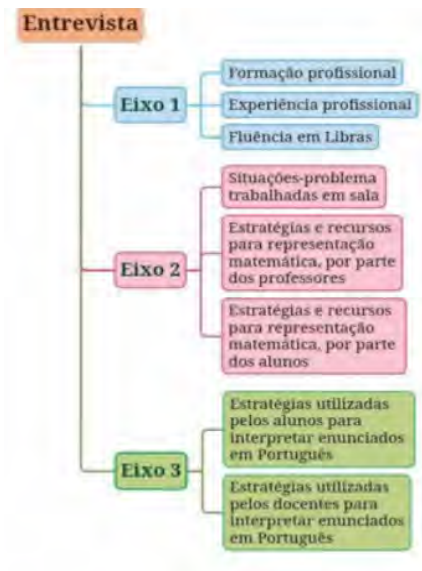 Entrevista
Eixo 1
Formação profissional
Experiência profissional
Fluência em Libras
Eixo 2
Situações-problema
trabalhadas em sala
Estratégias e recursos
para representação
matemática, por parte
dos professores
Estratégias e recursos
para representação
matemática, por parte
dos alunos
Eixo 3
Estratégias utilizadas
pelos alunos para
interpretar enunciados
em Português
Estratégias utilizadas
pelos docentes para
interpretar enunciados
em Português